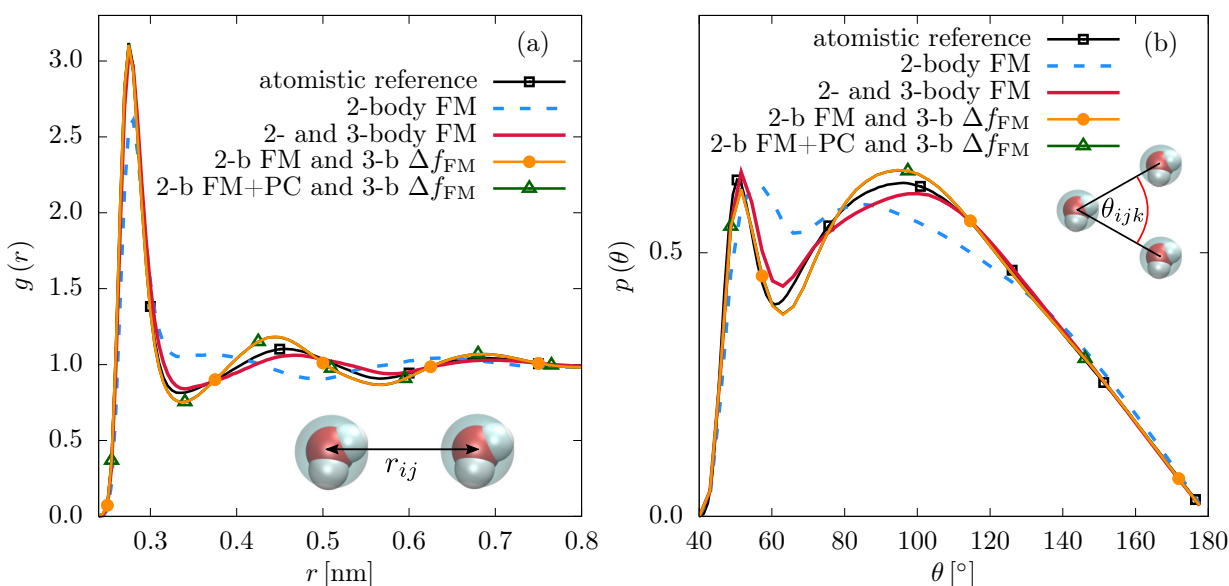 (a)
atomistic reference
2-body FM
2- and 3-body FM
2-b FM and 3-b Δf_FM
2-b FM+PC and 3-b Δf_FM
g (r)
3.0
2.5
2.0
1.5
1.0
0.5
0.0
r_ij
0.3 0.4 0.5 0.6 0.7 0.8
r [nm]
(b)
atomistic reference
2-body FM
2- and 3-body FM
2-b FM and 3-b Δf_FM
2-b FM+PC and 3-b Δf_FM
θ_ijk
p (θ)
0.5
0.0
40 60 80 100 120 140 160 180
θ [°]